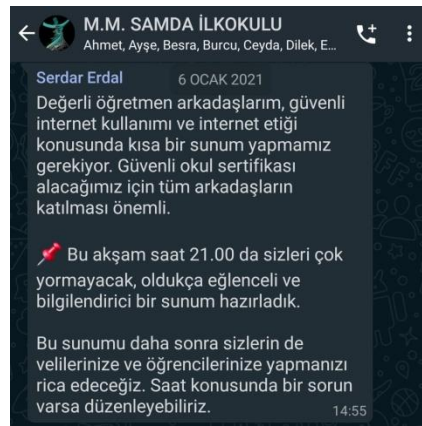 M.M. SAMDA İLKOKULU
Ahmet, Ayşe, Besra, Burcu, Ceyda, Dilek, E...
Serdar Erdal
6 OCAK 2021
Değerli öğretmen arkadaşlarım, güvenli
internet kullanımı ve internet etiği
konusunda kısa bir sunum yapmamız
gerekiyor. Güvenli okul sertifikası
alacağımız için tüm arkadaşların
katılması önemli.
📌 Bu akşam saat 21.00 da sizleri çok
yormayacak, oldukça eğlenceli ve
bilgilendirici bir sunum hazırladık.
Bu sunumu daha sonra sizlerin de
velilerinize ve öğrencilerinize yapmanızı
rica edeceğiz. Saat konusunda bir sorun
varsa düzenleyebiliriz.
14:55